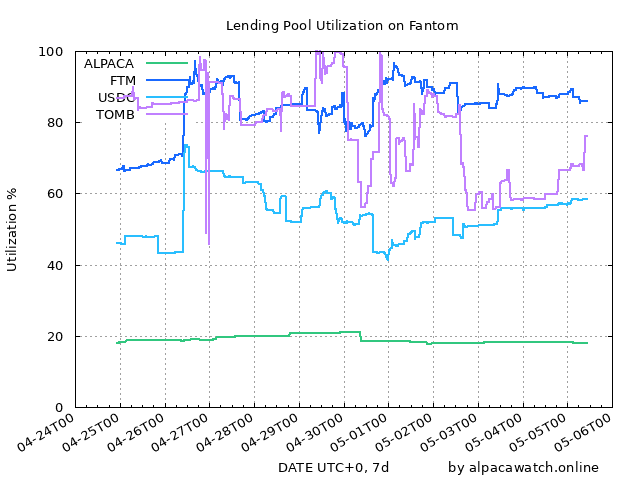 Lending Pool Utilization on Fantom
100
80
60
40
20
0
Utilization %
ALPACA
FTM
USDC
TOMB
04-24T00
04-25T00
04-26T00
04-27T00
04-28T00
04-29T00
04-30T00
05-01T00
05-02T00
05-03T00
05-04T00
05-05T00
05-06T00
DATE UTC+0, 7d
by alpacawatch.online